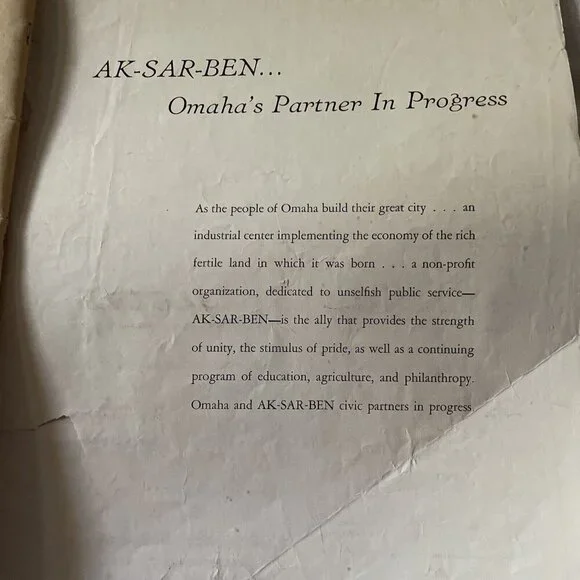 AK-SAR-BEN...
Omaha's Partner In Progress
As the people of Omaha build their great city . . . an
industrial center implementing the economy of the rich
fertile land in which it was born . . . a non-profit
organization, dedicated to unselfish public service—
AK-SAR-BEN—is the ally that provides the strength
of unity, the stimulus of pride, as well as a continuing
program of education, agriculture, and philanthropy.
Omaha and AK-SAR-BEN civic partners in progress